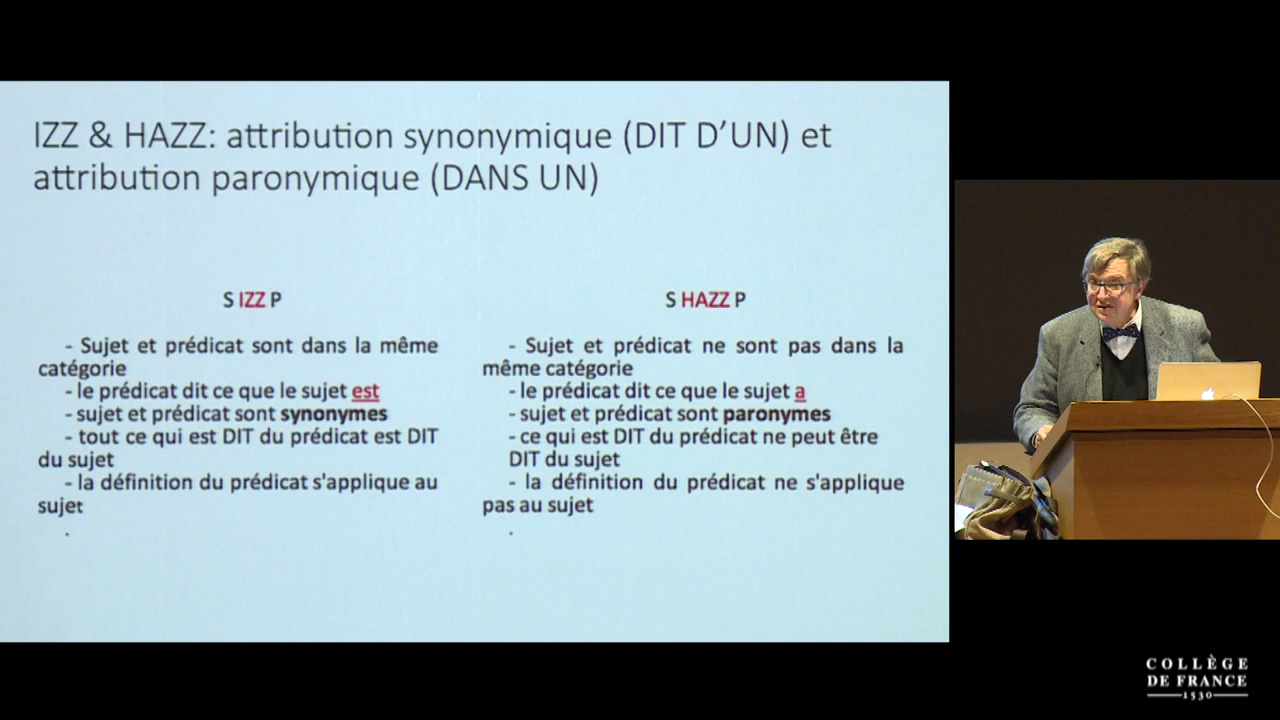 IZZ & HAZZ: attribution synonymique (DIT D'UN) et
attribution paronymique (DANS UN)
S IZZ P
- Sujet et prédicat sont dans la même
catégorie
- le prédicat dit ce que le sujet est
- sujet et prédicat sont synonymes
- tout ce qui est DIT du prédicat est DIT
du sujet
- la définition du prédicat s'applique au
sujet
.
S HAZZ P
- Sujet et prédicat ne sont pas dans la
même catégorie
- le prédicat dit ce que le sujet a
- sujet et prédicat sont paronymes
- ce qui est DIT du prédicat ne peut être
DIT du sujet
- la définition du prédicat ne s'applique
pas au sujet
.
COLLÈGE
DE FRANCE
1530